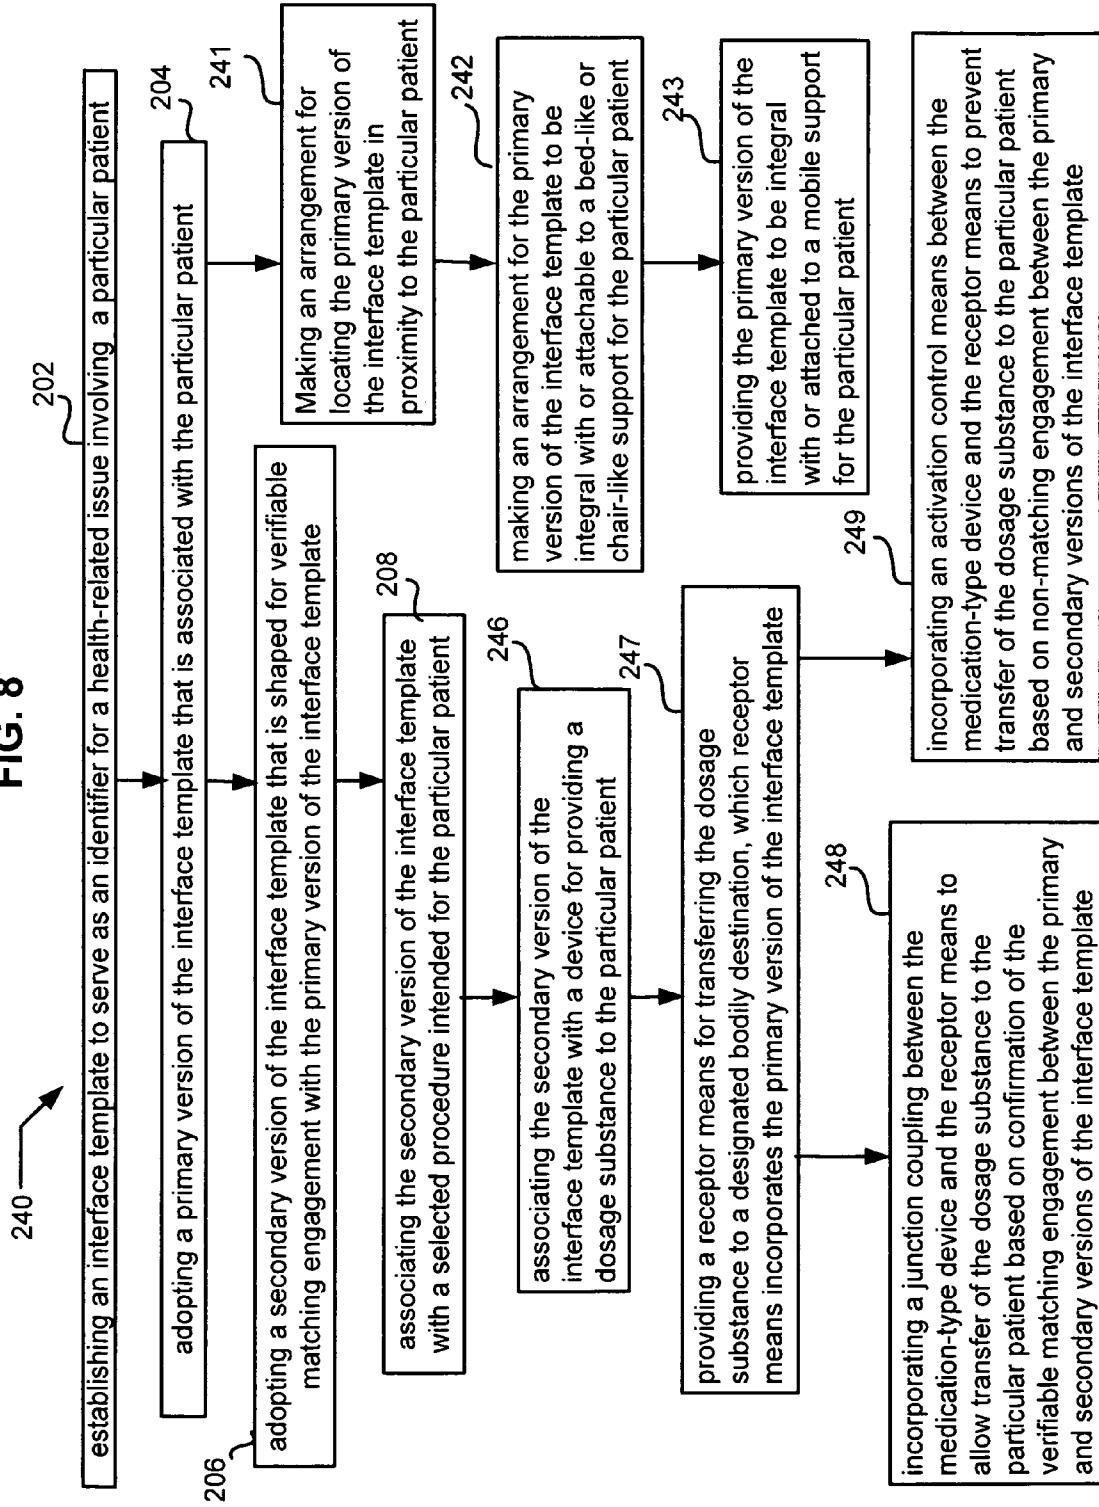 FIG. 8
240
202
establishing an interface template to serve as an identifier for a health-related issue involving a particular patient
204
adopting a primary version of the interface template that is associated with the particular patient
206
adopting a secondary version of the interface template that is shaped for verifiable
matching engagement with the primary version of the interface template
241
Making an arrangement for
locating the primary version of
the interface template in
proximity to the particular patient
208
associating the secondary version of the interface template
with a selected procedure intended for the particular patient
242
making an arrangement for the primary
version of the interface template to be
integral with or attachable to a bed-like or
chair-like support for the particular patient
246
associating the secondary version of the
interface template with a device for providing a
dosage substance to the particular patient
243
providing the primary version of the
interface template to be integral
with or attached to a mobile support
for the particular patient
247
providing a receptor means for transferring the dosage
substance to a designated bodily destination, which receptor
means incorporates the primary version of the interface template
248
incorporating a junction coupling between the
medication-type device and the receptor means to
allow transfer of the dosage substance to the
particular patient based on confirmation of the
verifiable matching engagement between the primary
and secondary versions of the interface template
249
incorporating an activation control means between the
medication-type device and the receptor means to prevent
transfer of the dosage substance to the particular patient
based on non-matching engagement between the primary
and secondary versions of the interface template